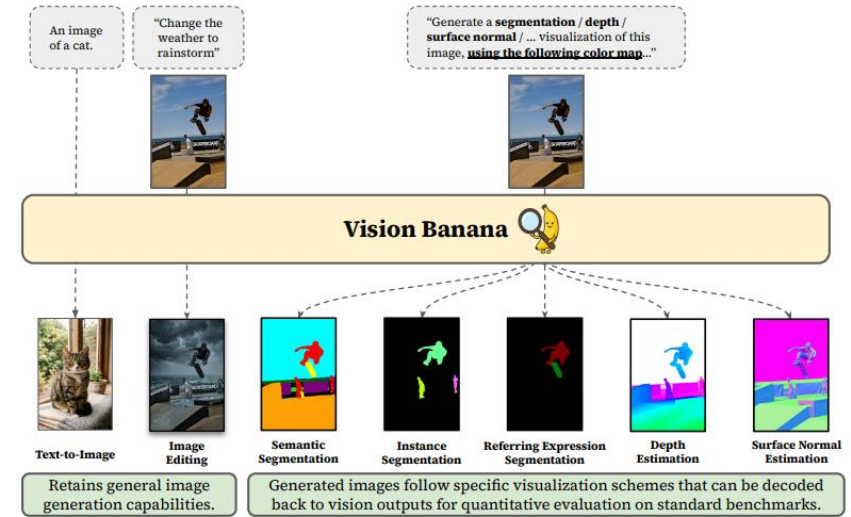 An image
of a cat.
“Change the
weather to
rainstorm”
“Generate a segmentation / depth /
surface normal / ... visualization of this
image, using the following color map...”
SKATEBOARD
SKATEBOARD
Vision Banana
SKATEBOARD
Text-to-Image
Image
Editing
Semantic
Segmentation
Instance
Segmentation
Referring Expression
Segmentation
Depth
Estimation
Surface Normal
Estimation
Retains general image
generation capabilities.
Generated images follow specific visualization schemes that can be decoded
back to vision outputs for quantitative evaluation on standard benchmarks.